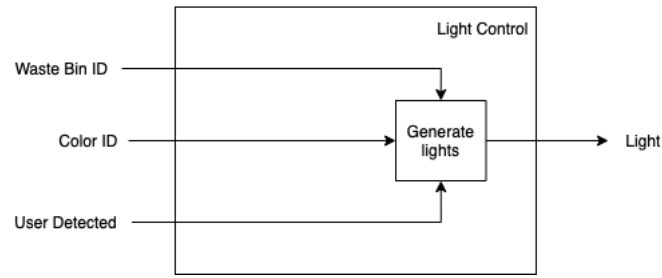 Light Control
Waste Bin ID
Color ID
Generate
lights
Light
User Detected